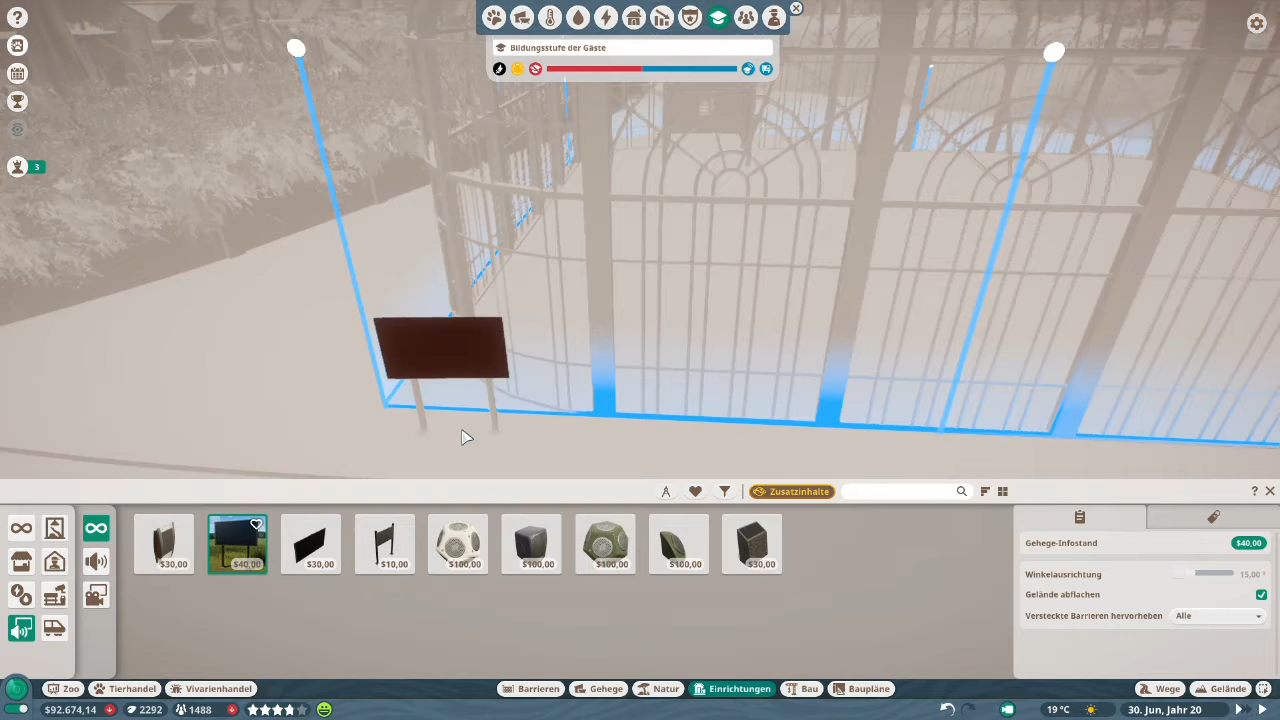 Bildungsstufe der Gäste
3
Zusatzinhalte
$30,00
$40,00
$30,00
$10,00
$100,00
$100,00
$100,00
$100,00
$30,00
Gehege-Infostand
$40,00
Winkelausrichtung
15,00 °
Gelände abflachen
Versteckte Barrieren hervorheben
Alle
Zoo
Tierhandel
Vivarienhandel
Barrieren
Gehege
Natur
Einrichtungen
Bau
Baupläne
Wege
Gelände
$92.674,14
2292
1488
19 °C
30. Jun, Jahr 20